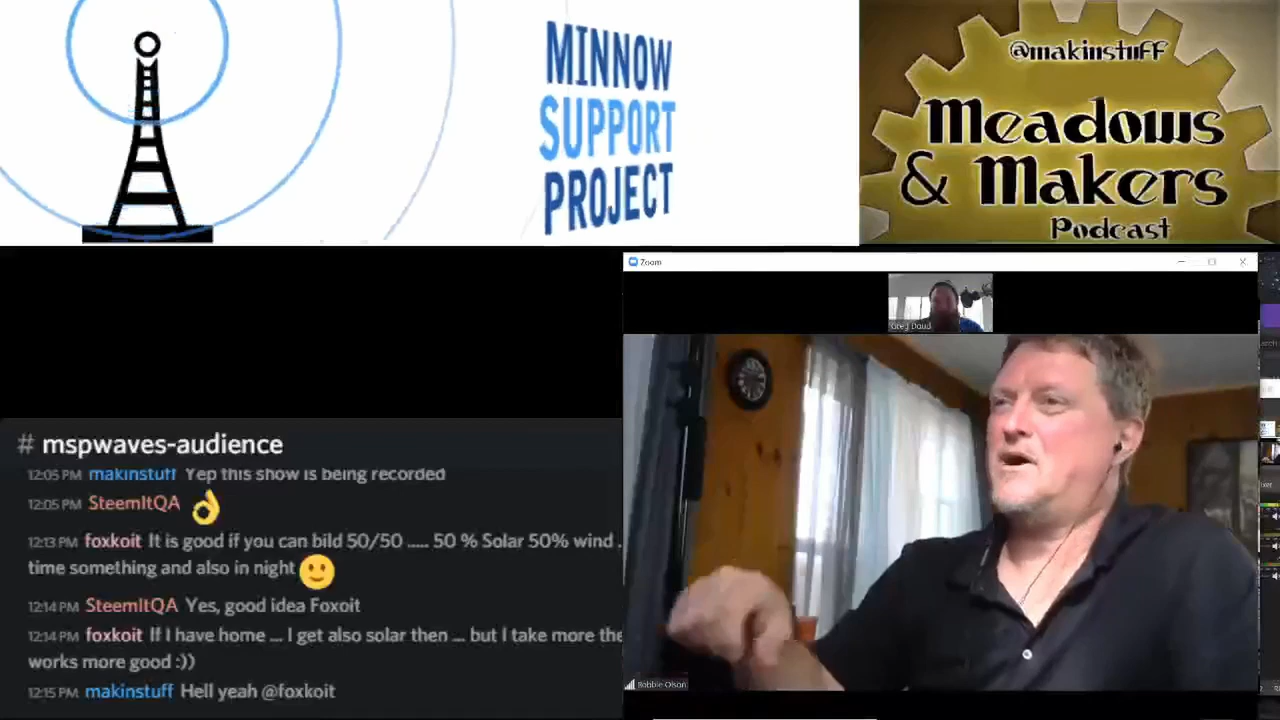 MINNOW
SUPPORT
PROJECT
@makinstuff
Meadows
& Makers
Podcast
Zoom
Greg Daud
# mspwaves-audience
12:05 PM makinstuff Yep this show is being recorded
12:05 PM SteemItQA
12:13 PM foxkoit It is good if you can bild 50/50 ..... 50 % Solar 50% wind .
time something and also in night
12:14 PM SteemItQA Yes, good idea Foxoit
12:14 PM foxkoit If I have home ... I get also solar then ... but I take more the
works more good :))
12:15 PM makinstuff Hell yeah @foxkoit
Bobbie Olson